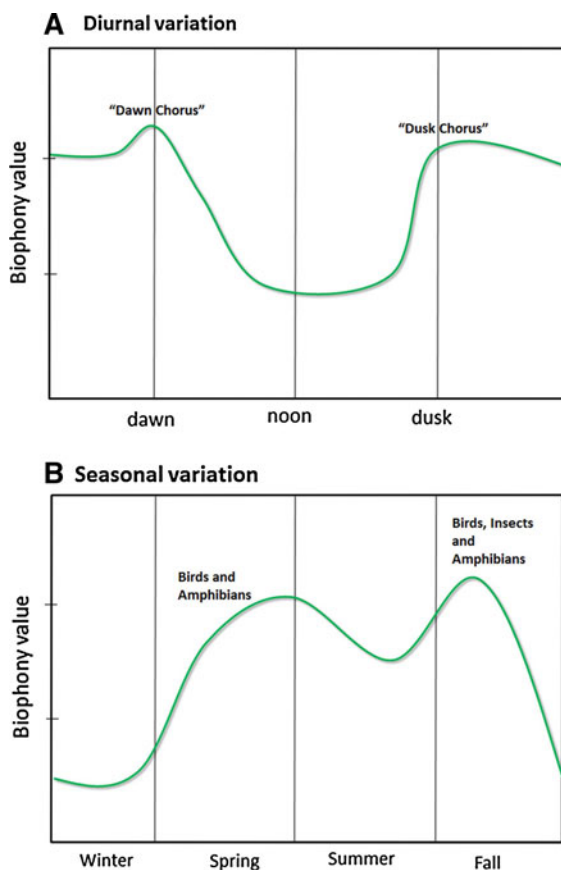 A Diurnal variation
"Dawn Chorus"
"Dusk Chorus"
Biophony value
dawn noon dusk
B Seasonal variation
Birds, Insects
and
Amphibians
Birds and
Amphibians
Biophony value
Winter Spring Summer Fall